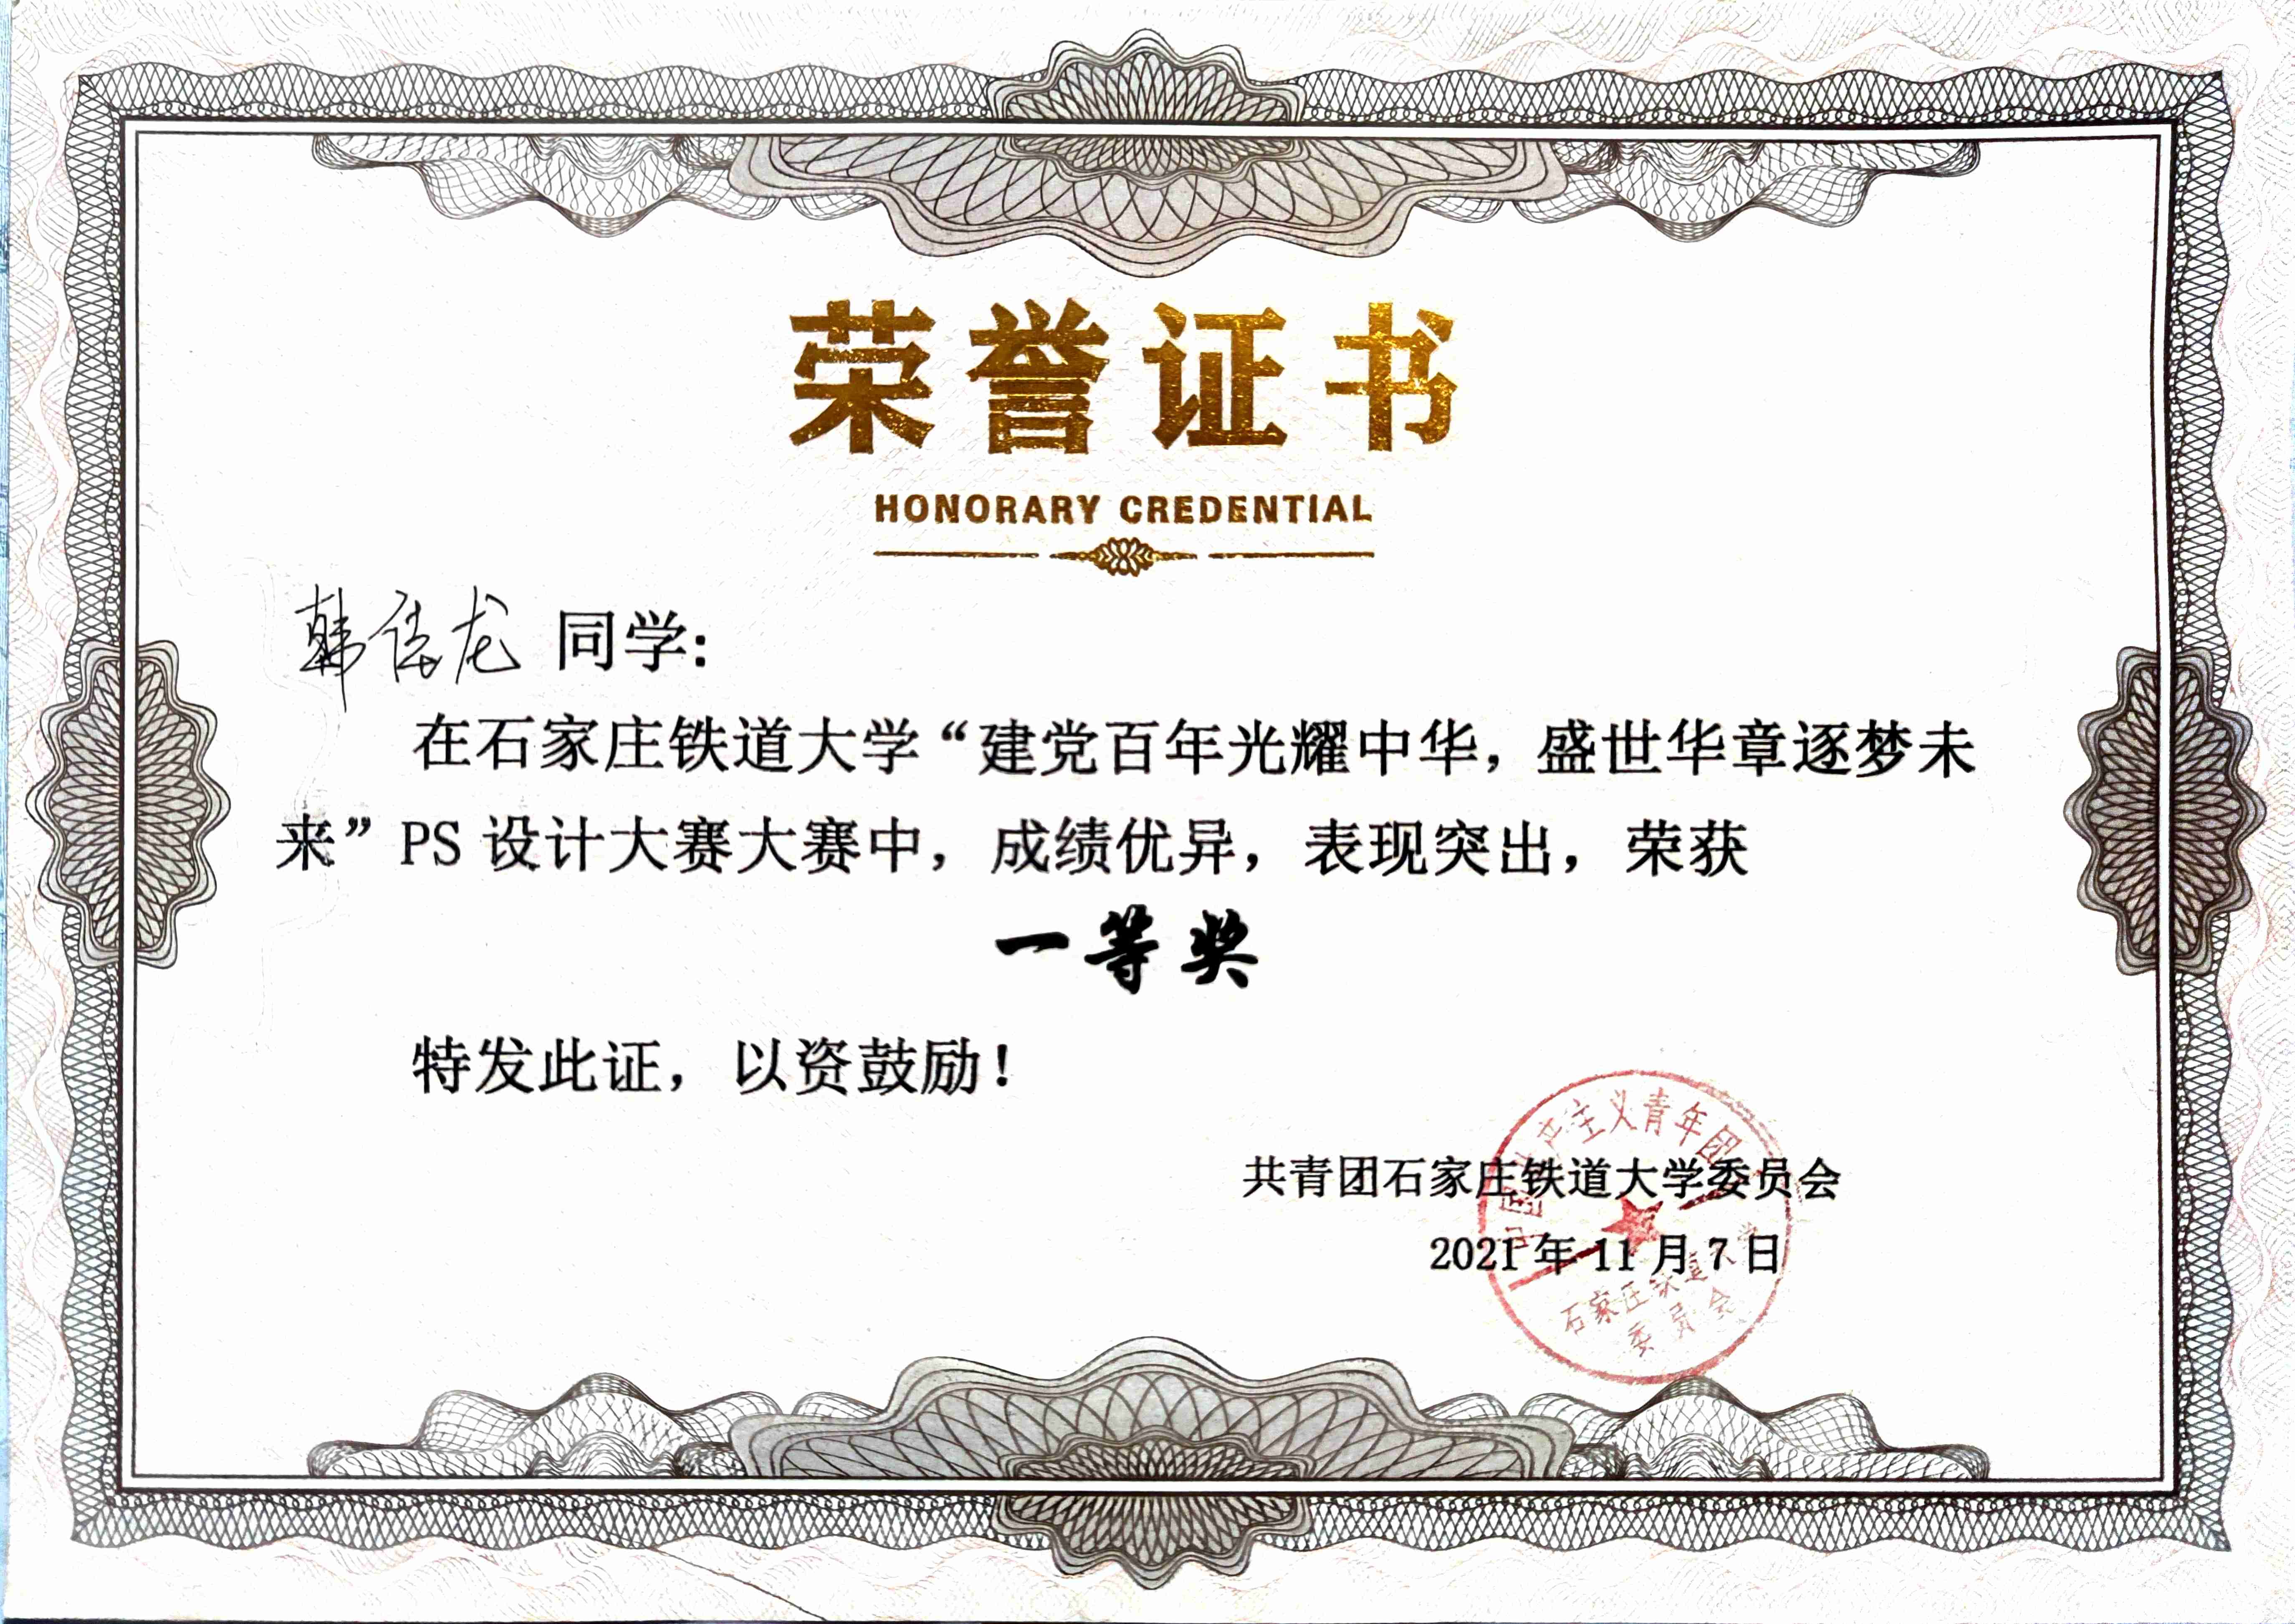 荣誉证书
HONORARY CREDENTIAL
韩佳龙 同学:
在石家庄铁道大学“建党百年光耀中华，盛世华章逐梦未
来”PS 设计大赛大赛中，成绩优异，表现突出，荣获
一等奖
特发此证，以资鼓励！
共青团石家庄铁道大学委员会
2021 年 11 月 7 日
中国共产主义青年团
石家庄铁道大学
委员会